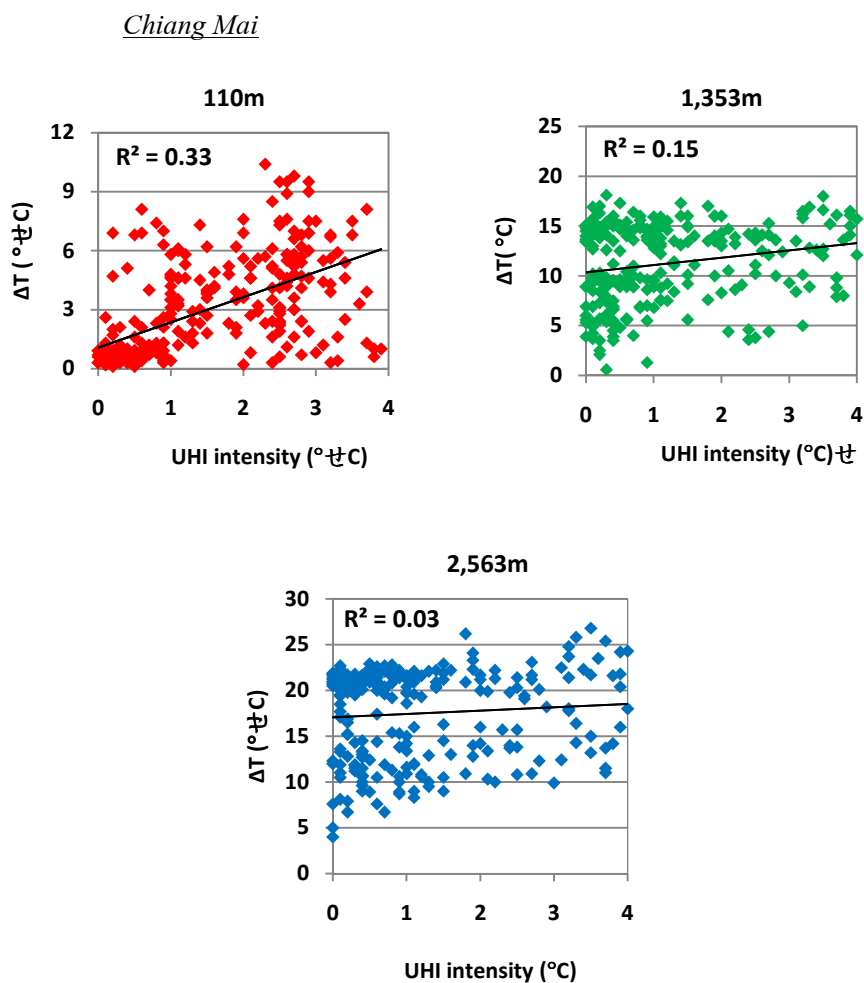 Chiang Mai
110m
R² = 0.33
12
9
6
3
0
0 1 2 3 4
ΔT (°せC)
UHI intensity (°せC)
1,353m
R² = 0.15
25
20
15
10
5
0
0 1 2 3 4
ΔT( °C)
UHI intensity (°C)せ
2,563m
R² = 0.03
30
25
20
15
10
5
0
0 1 2 3 4
ΔT (°せC)
UHI intensity (°C)